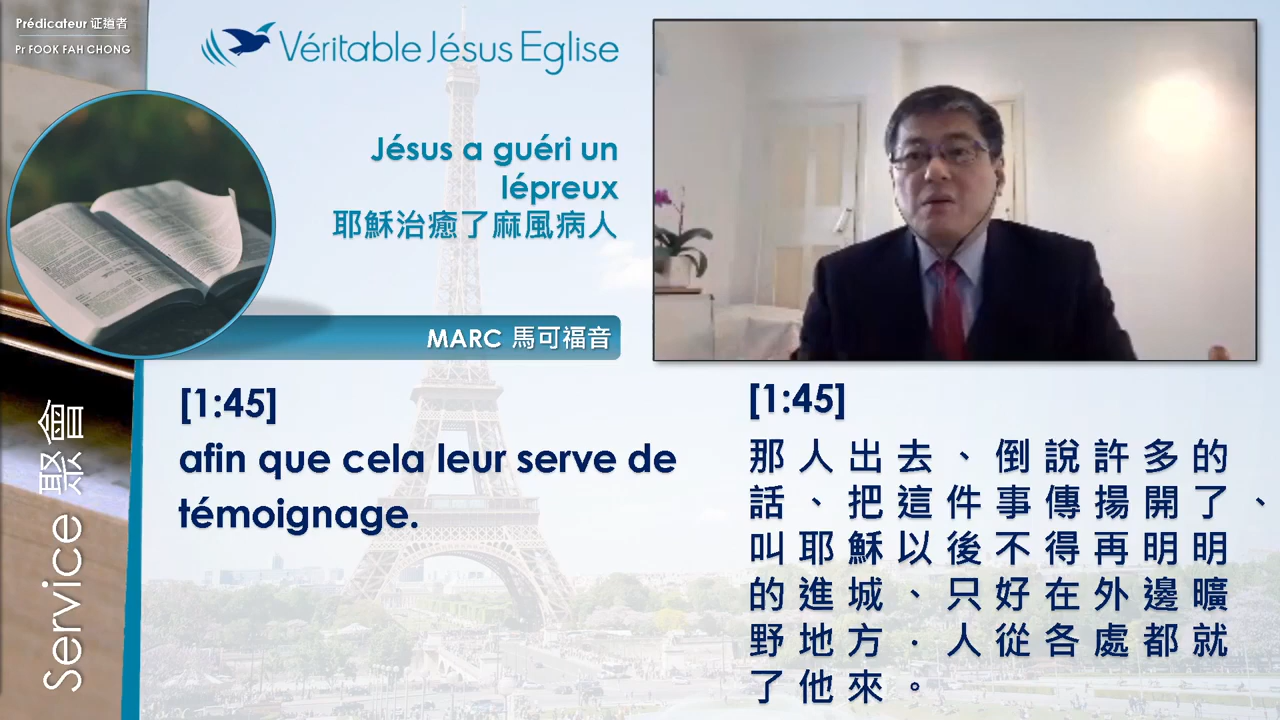 Prédicateur 证道者
Pr FOOK FAH CHONG
Véritable Jésus Eglise
Jésus a guéri un
lépreux
耶穌治癒了麻風病人
MARC 馬可福音
Service 聚會
[1:45]
afin que cela leur serve de
témoignage.
[1:45]
那人出去、倒說許多的
話、把這件事傳揚開了、
叫耶穌以後不得再明明
的進城、只好在外邊曠
野地方．人從各處都就
了他來。